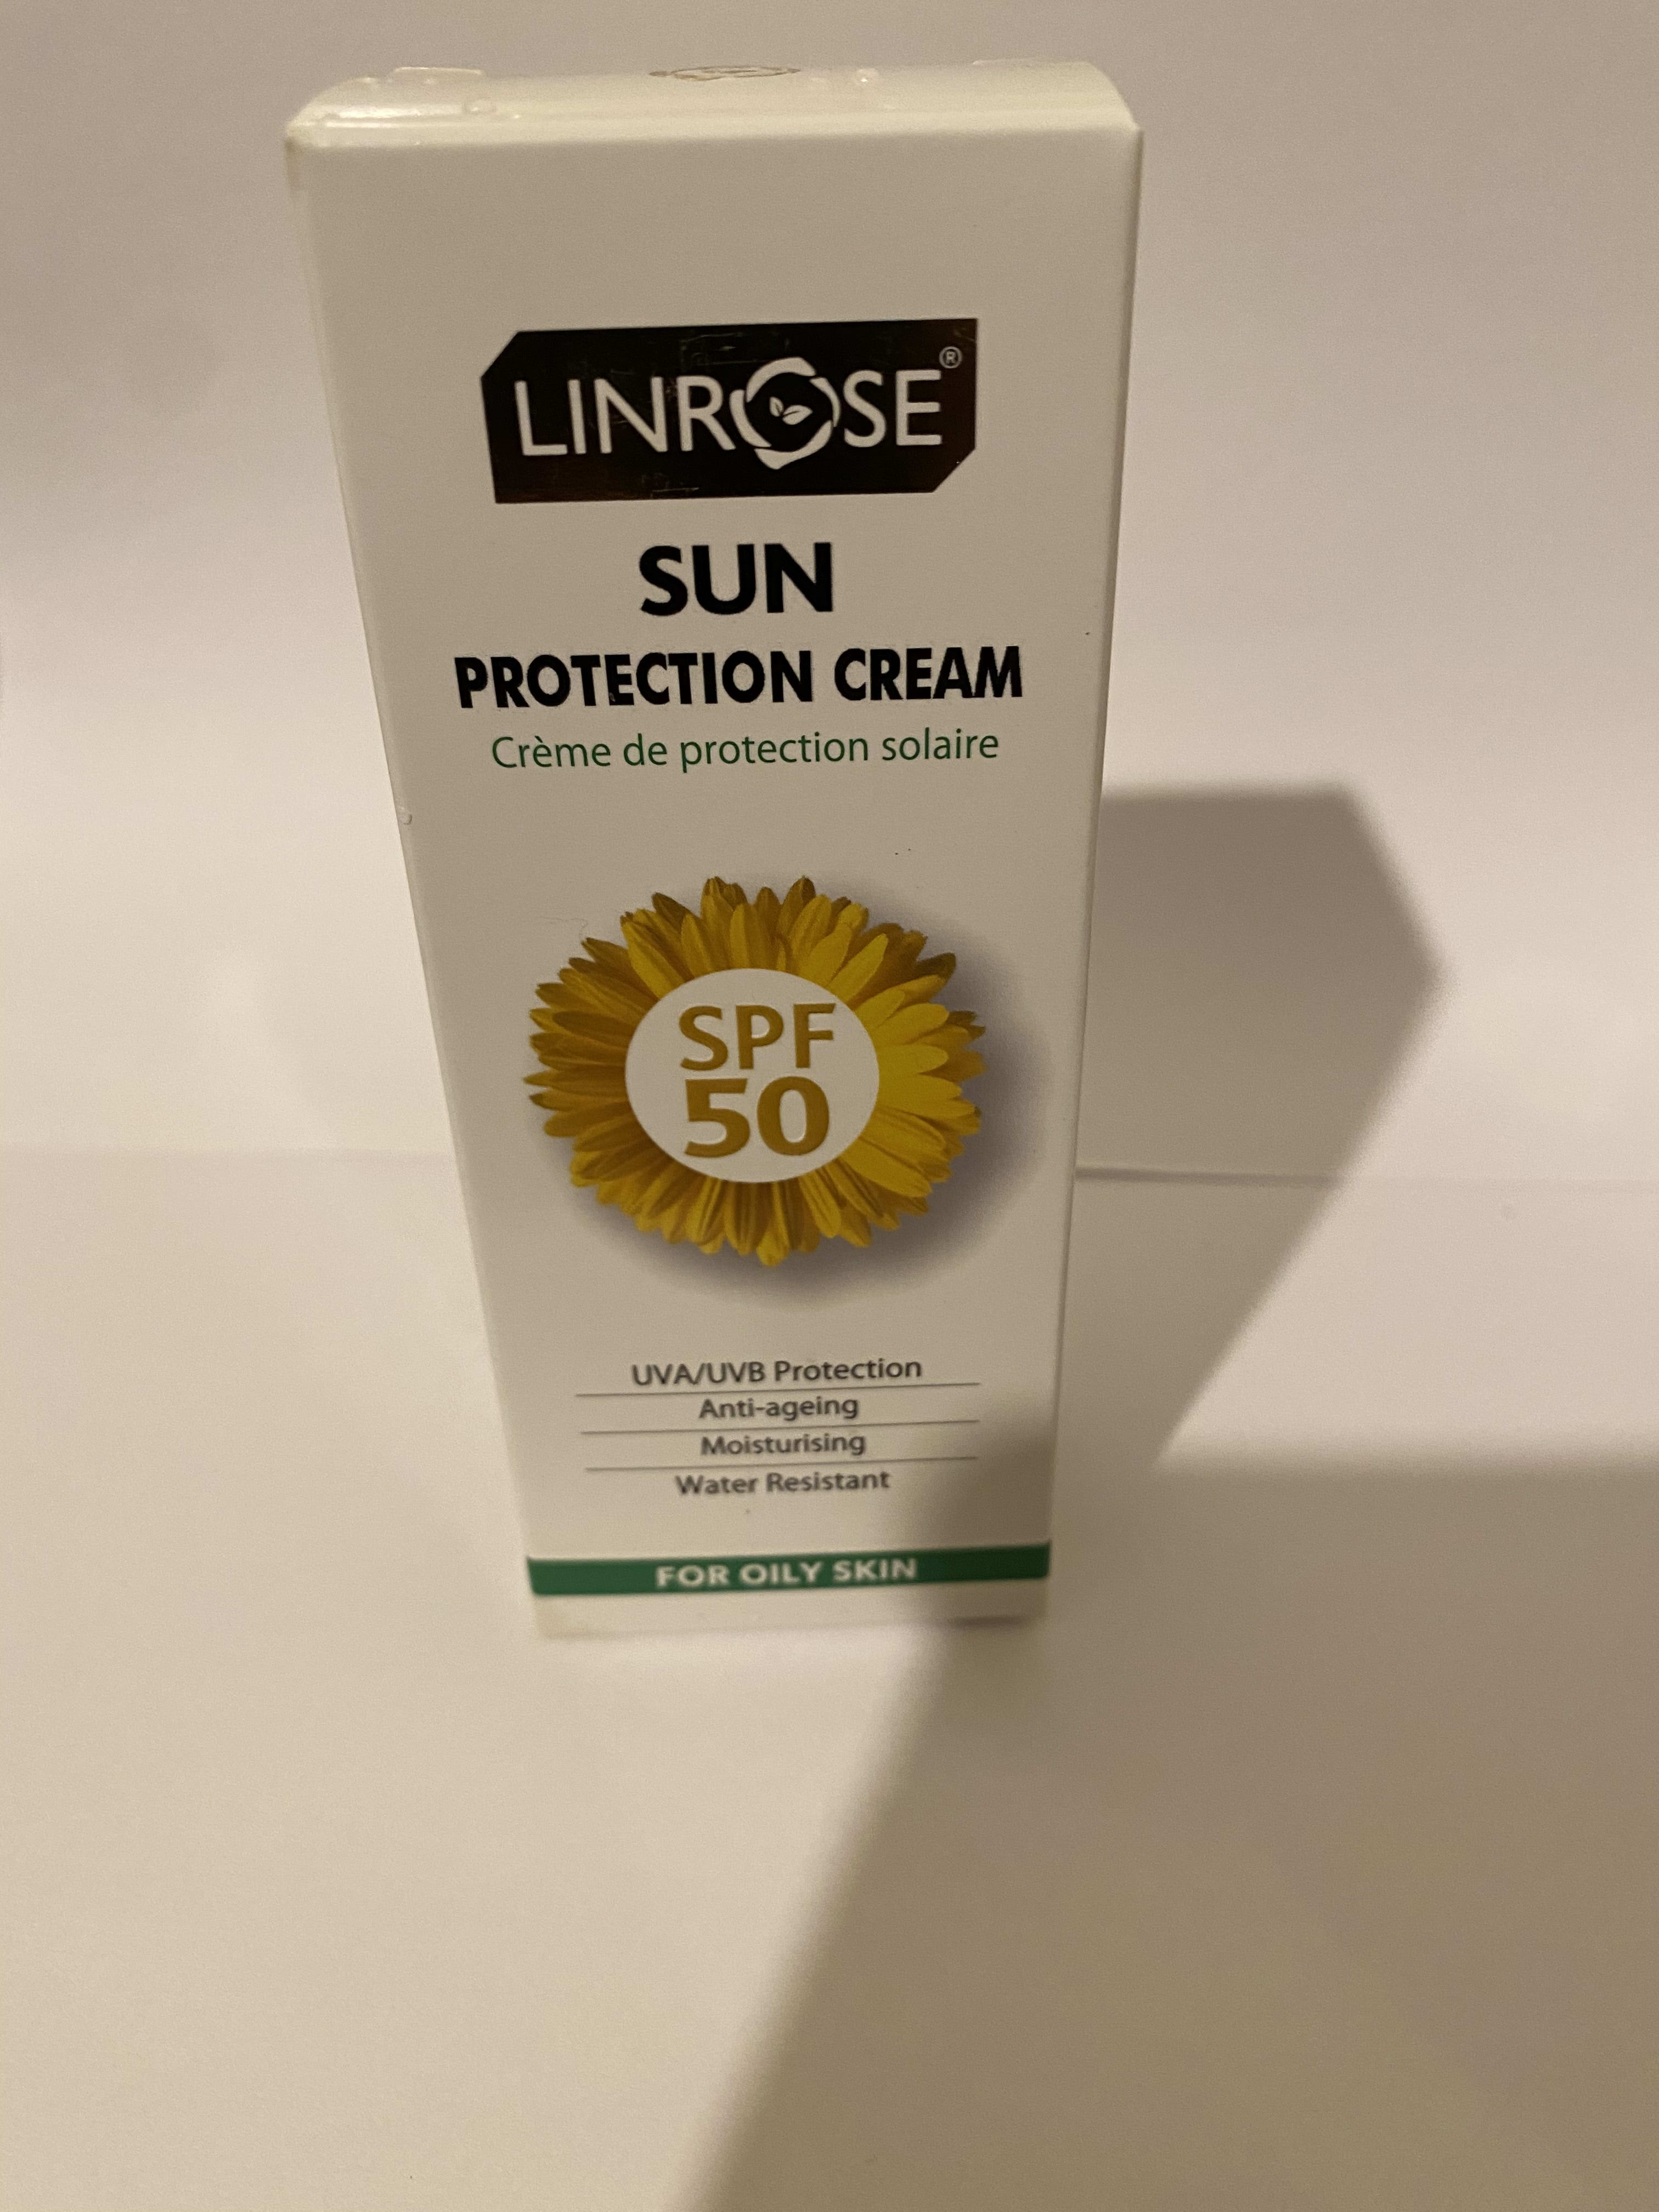 LINROSE®
SUN
PROTECTION CREAM
Crème de protection solaire
SPF
50
UVA/UVB Protection
Anti-ageing
Moisturising
Water Resistant
FOR OILY SKIN